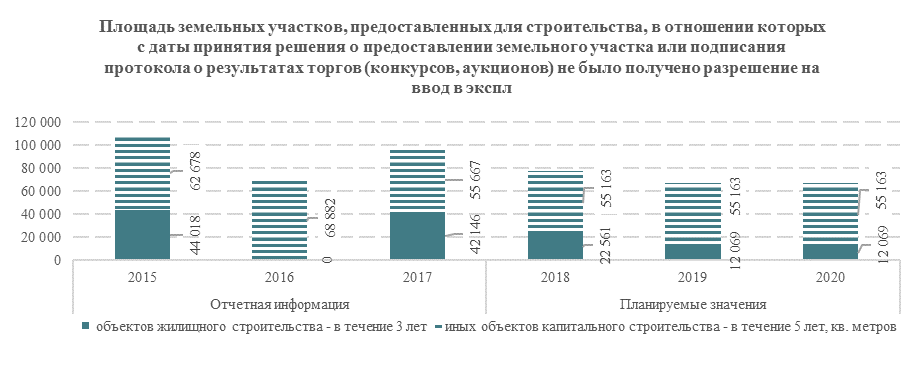 Площадь земельных участков, предоставленных для строительства, в отношении которых
с даты принятия решения о предоставлении земельного участка или подписания
протокола о результатах торгов (конкурсов, аукционов) не было получено разрешение на
ввод в экспл
120 000
100 000
80 000
60 000
40 000
20 000
0
62 678
44 018
68 882
0
55 667
42 146
55 163
22 561
55 163
12 069
55 163
12 069
2015 2016 2017 2018 2019 2020
Отчетная информация Планируемые значения
объектов жилищного строительства - в течение 3 лет иных объектов капитального строительства - в течение 5 лет, кв. метров